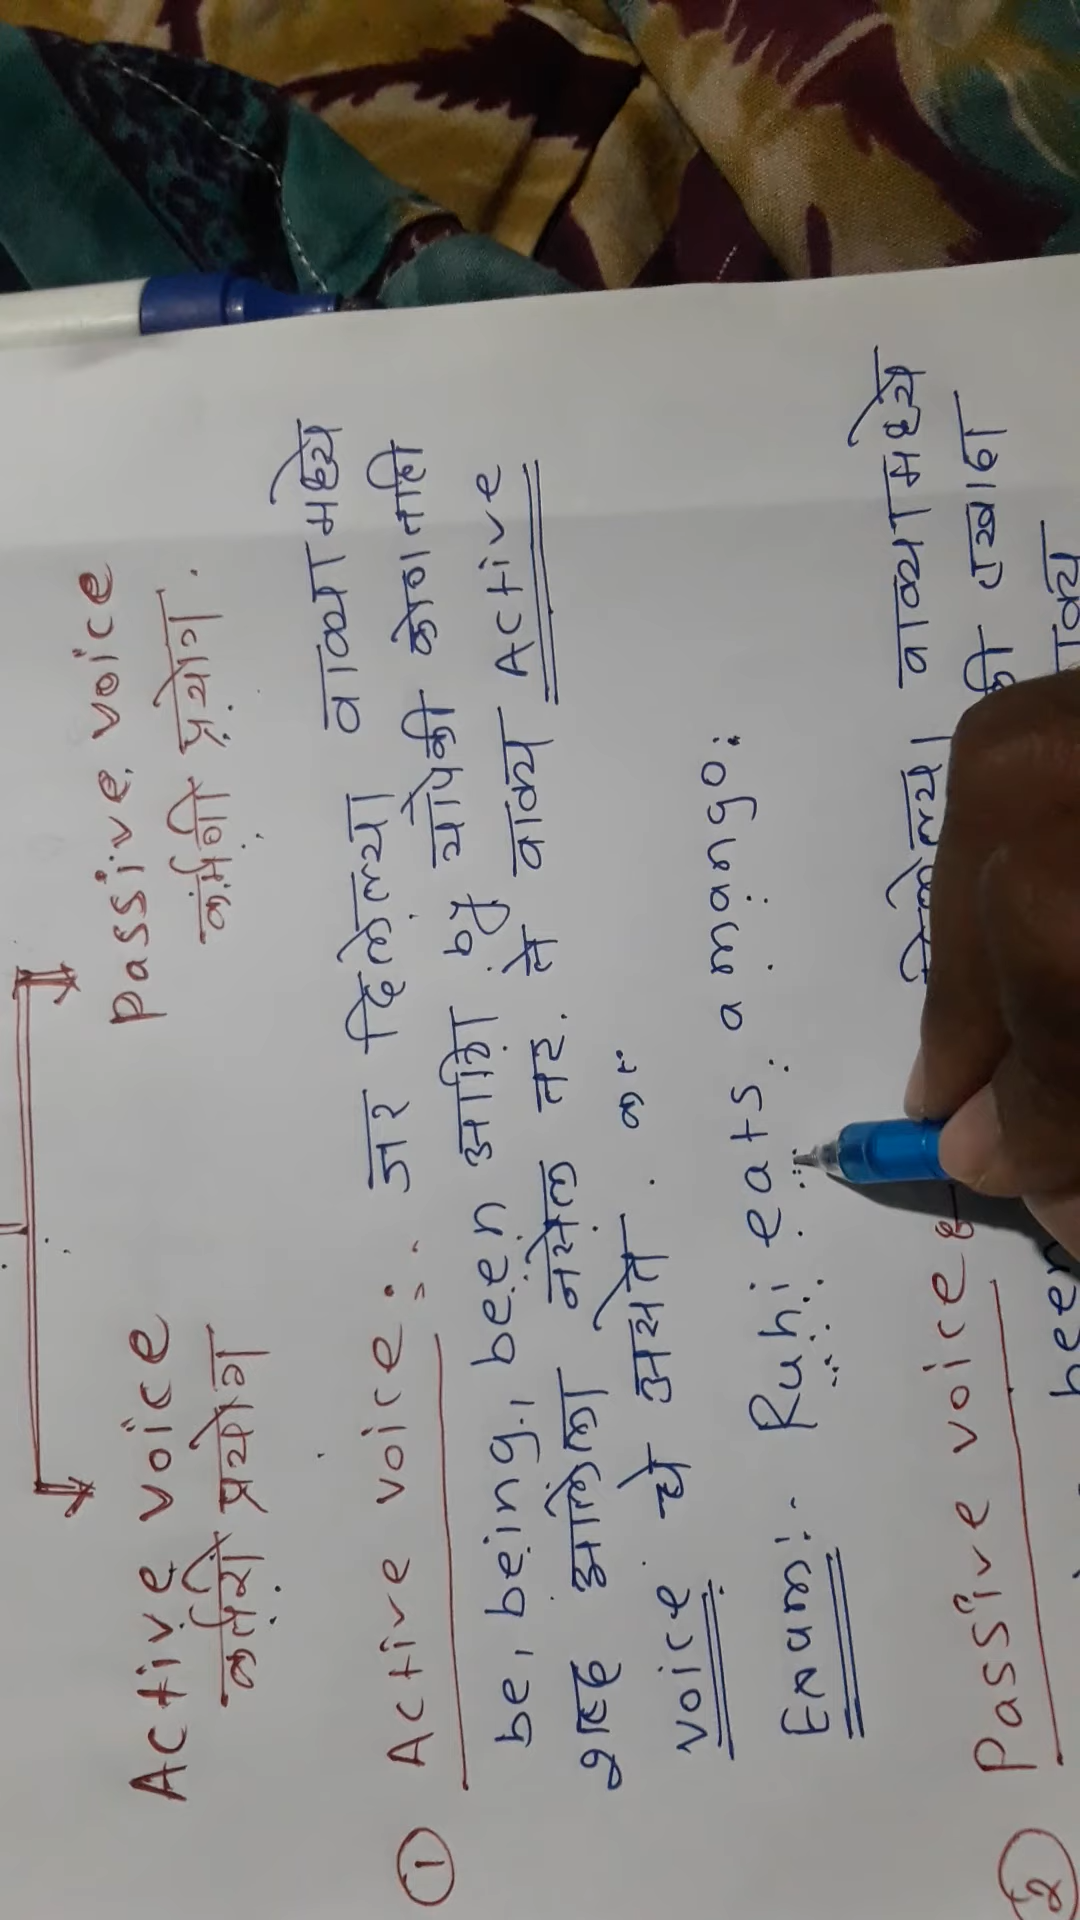 Active voice
कर्तरी प्रयोग
Passive voice
कर्मणी प्रयोग.
① Active voice :- जर दिलेल्या वाक्यामध्ये
be, being, been आणि by यापैकी कोणताही
शब्द आलेला नसेल तर. ते वाक्य Active
voice चे असते.
Exam:- Ruhi eats a mango.
② Passive voice वाक्यामध्ये
been